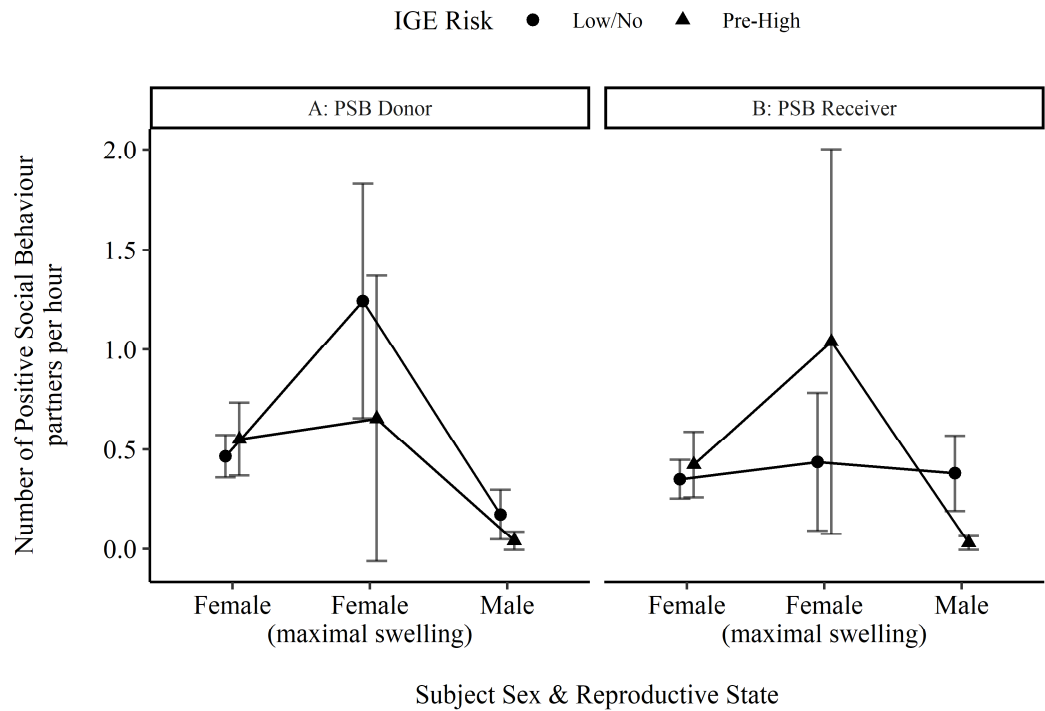 IGE Risk Low/No Pre-High
A: PSB Donor
B: PSB Receiver
Number of Positive Social Behaviour
partners per hour
2.0
1.5
1.0
0.5
0.0
Female Female Male
(maximal swelling)
Female Female Male
(maximal swelling)
Subject Sex & Reproductive State